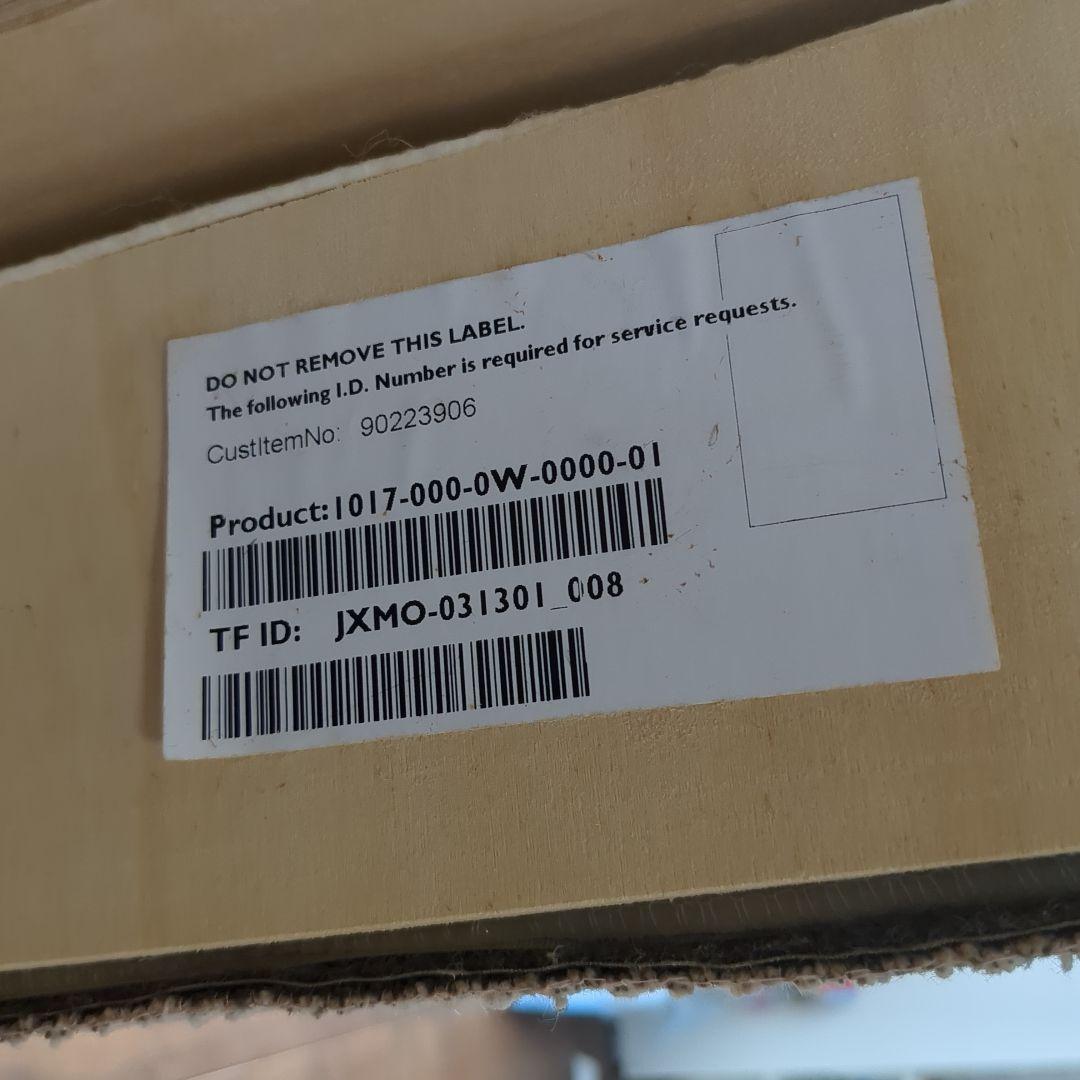 DO NOT REMOVE THIS LABEL.
The following I.D. Number is required for service requests.
CustItemNo: 90223906
Product:1017-000-0W-0000-01
TF ID: JXMO-031301_008